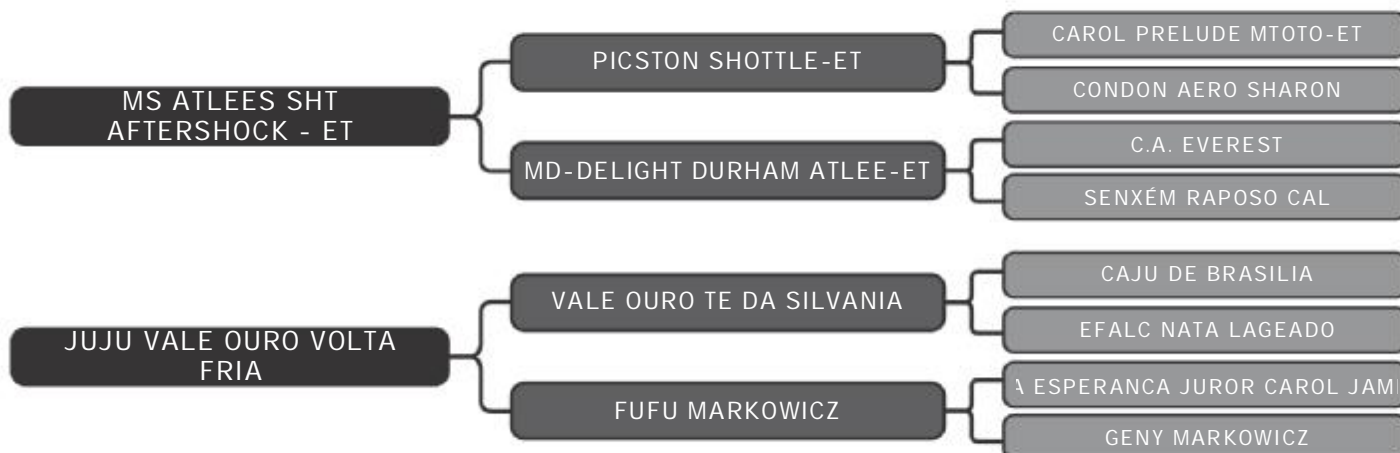 MS ATLEES SHT
AFTERSHOCK - ET
PICSTON SHOTTLE-ET
CAROL PRELUDE MTOTO-ET
CONDON AERO SHARON
MD-DELIGHT DURHAM ATLEE-ET
C.A. EVEREST
SENXÉM RAPOSO CAL
JUJU VALE OURO VOLTA
FRIA
VALE OURO TE DA SILVANIA
CAJU DE BRASILIA
EFALC NATA LAGEADO
FUFU MARKOWICZ
ESPERANCA JUROR CAROL
GENY MARKOWICZ